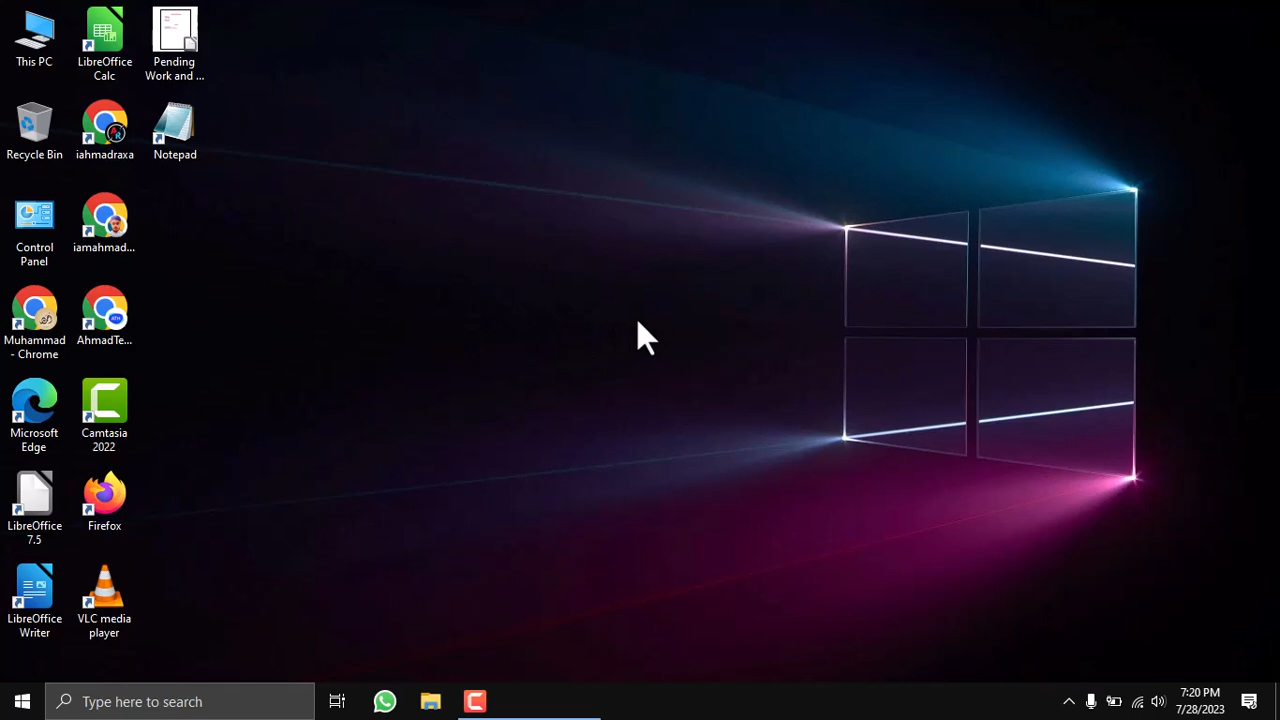 This PC
LibreOffice
Calc
Pending
Work and ...
Recycle Bin
iahmadraxa
Notepad
Control
Panel
iamahmad...
Muhammad
- Chrome
AhmadTe...
Microsoft
Edge
Camtasia
2022
LibreOffice
7.5
Firefox
LibreOffice
Writer
VLC media
player
Type here to search
7:20 PM
7/28/2023